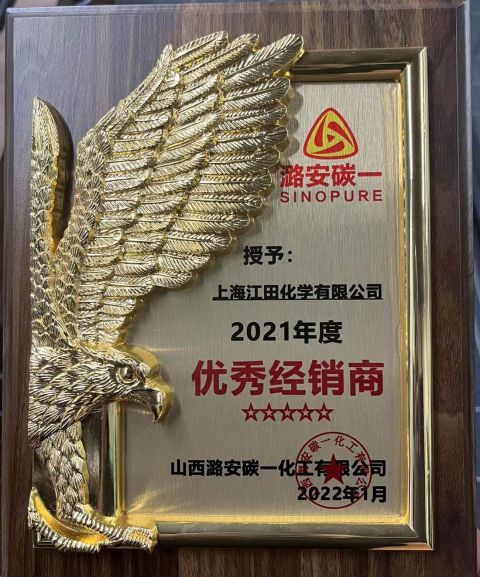 潞安碳一
SINOPURE
授予：
上海江田化学有限公司
2021年度
优秀经销商
山西潞安碳一化工有限公司
2022年1月